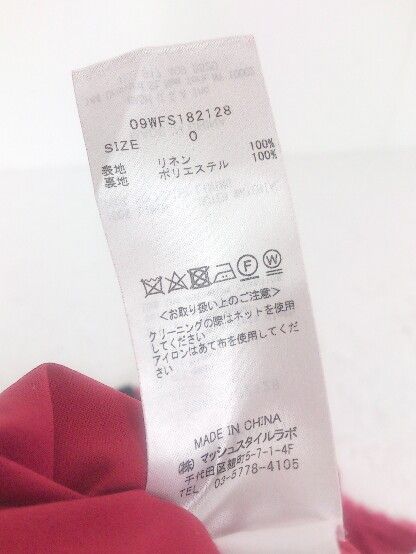 09WFS182128
SIZE 0
表地 リネン 100%
裏地 ポリエステル 100%
F W
<お取り扱い上のご注意>
クリーニングの際はネットを使用
してください
アイロンはあて布を使用してくだ
さい
MADE IN CHINA
(株) マッシュスタイルラボ
千代田区麹町5-7-1-4F
TEL 03-5778-4105